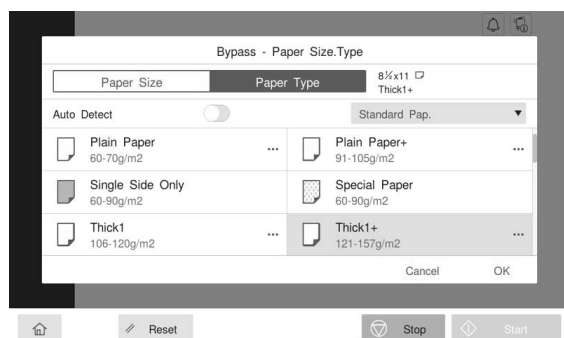 Bypass - Paper Size.Type
Paper Size
Paper Type
8½x11
Thick1+
Auto Detect
Standard Pap.
Plain Paper
60-70g/m2
Plain Paper+
91-105g/m2
Single Side Only
60-90g/m2
Special Paper
60-90g/m2
Thick1
106-120g/m2
Thick1+
121-157g/m2
Cancel
OK
Reset
Stop
Start